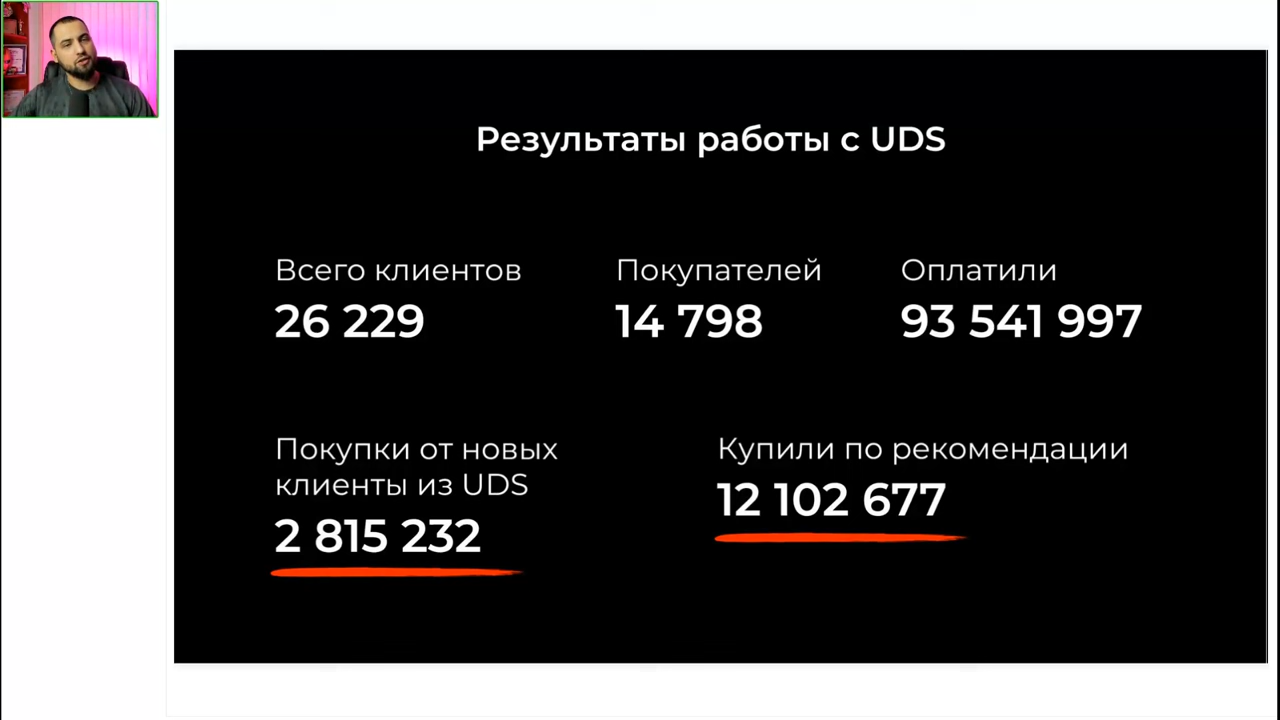 Результаты работы с UDS
Всего клиентов
26 229
Покупателей
14 798
Оплатили
93 541 997
Покупки от новых
клиенты из UDS
2 815 232
Купили по рекомендации
12 102 677